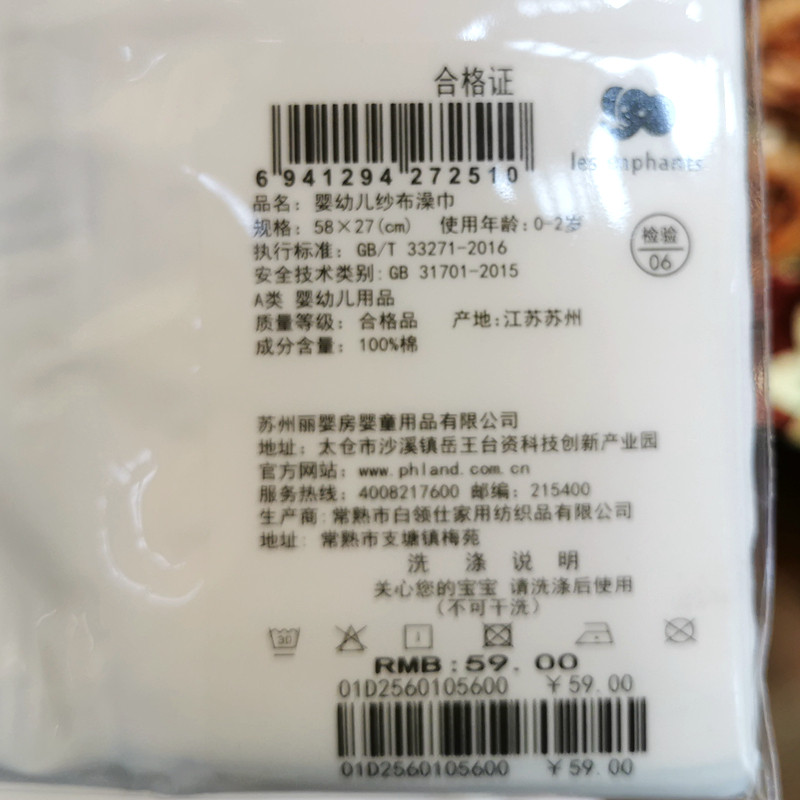 合格证
les enphants
6 941294 272510
品名：婴幼儿纱布澡巾
规格：58×27(cm) 使用年龄:0-2岁
检验
06
执行标准：GB/T 33271-2016
安全技术类别:GB 31701-2015
A类 婴幼儿用品
质量等级：合格品 产地:江苏苏州
成分含量：100%棉
苏州丽婴房婴童用品有限公司
地址：太仓市沙溪镇岳王台资科技创新产业园
官方网站：www.phland.com.cn
服务热线：4008217600 邮编：215400
生产商:常熟市白领仕家用纺织品有限公司
地址:常熟市支塘镇梅苑
洗 涤 说 明
关心您的宝宝 请洗涤后使用
（不可干洗）
30
RMB:59.00
01D2560105600 ￥59.00
01D2560105600 ￥59.00